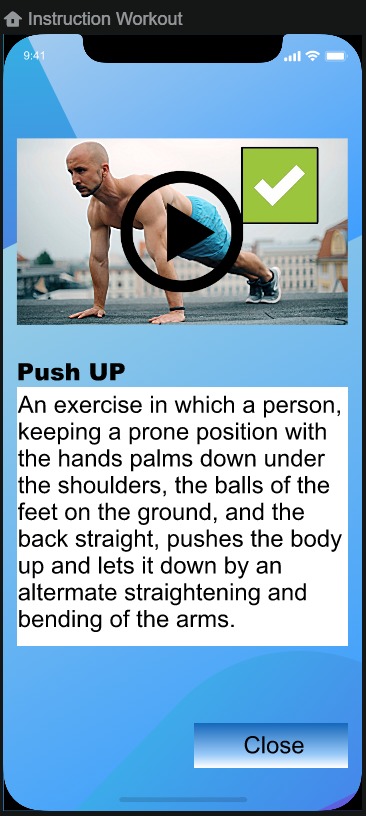 Instruction Workout
9:41
Push UP
An exercise in which a person,
keeping a prone position with
the hands palms down under
the shoulders, the balls of the
feet on the ground, and the
back straight, pushes the body
up and lets it down by an
altermate straightening and
bending of the arms.
Close